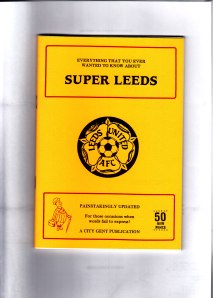 EVERYTHING THAT YOU EVER
WANTED TO KNOW ABOUT
SUPER LEEDS
LEEDS UNITED
AFC
PAINSTAKINGLY UPDATED
For those occasions when
words fail to express!
A CITY GENT PUBLICATION
50